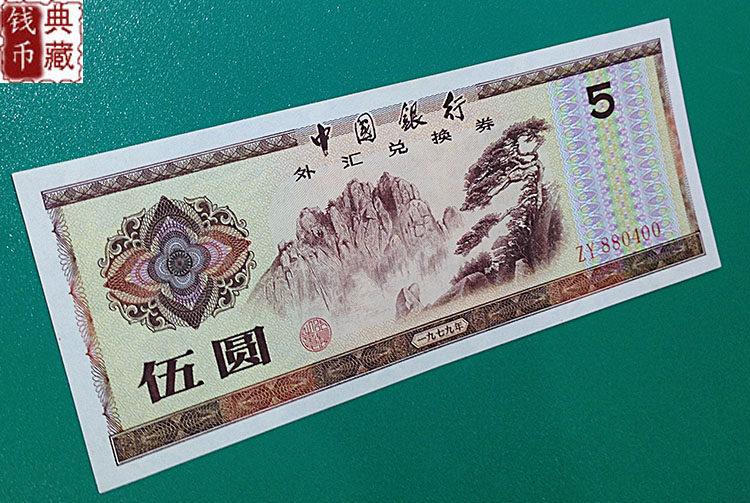 钱币
典藏
中国銀行
外汇兑换券
5
ZY 880400
伍圆
一九七九年